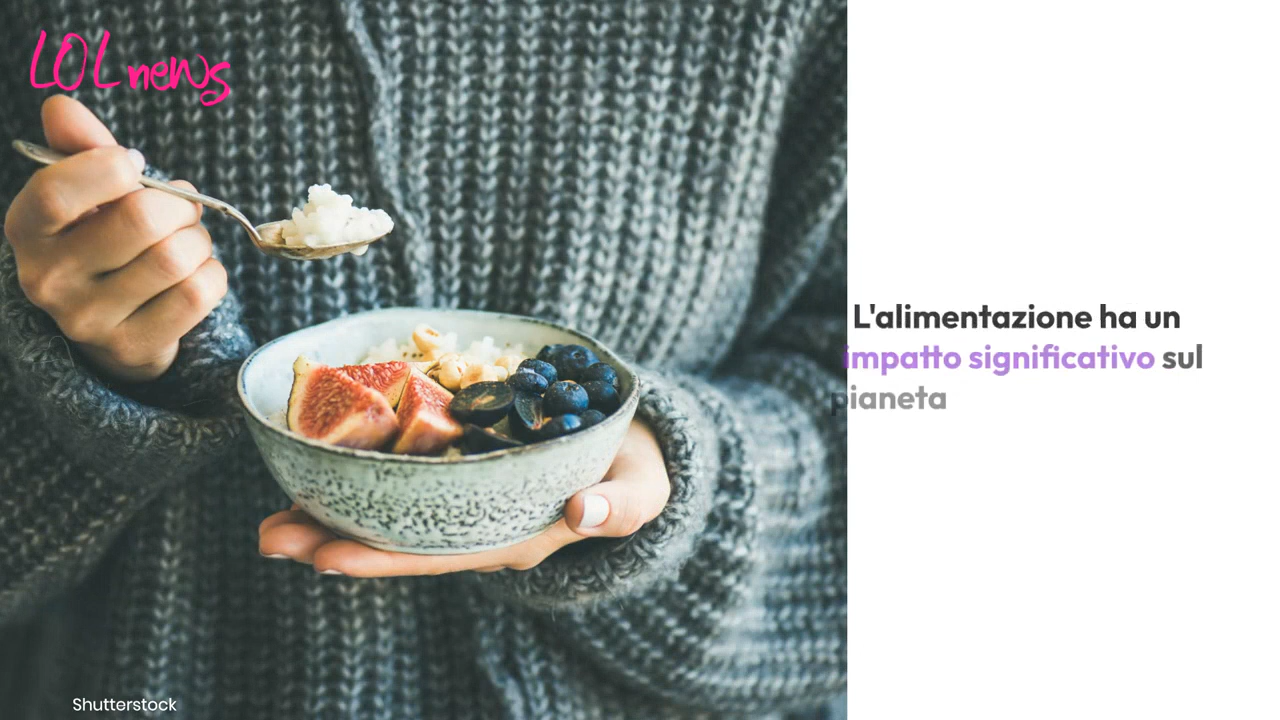 LOL news
L'alimentazione ha un
impatto significativo sul
pianeta
Shutterstock